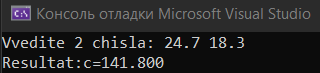 Консоль отладки Microsoft Visual Studio
Vvedite 2 chisla: 24.7 18.3
Resultat:c=141.800